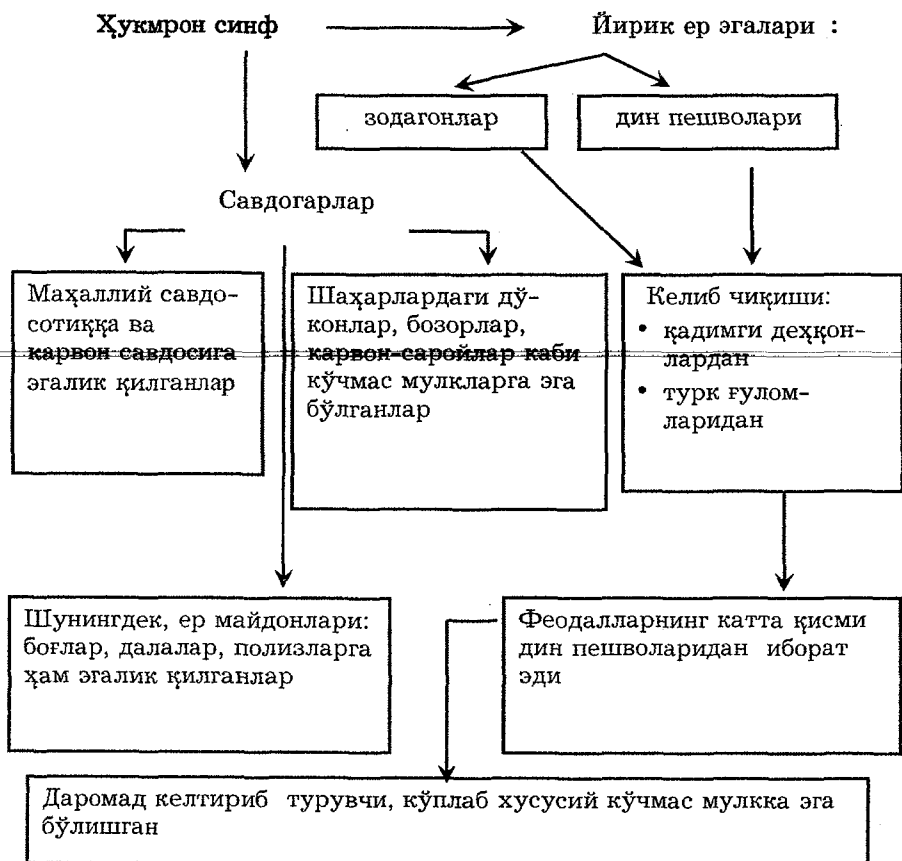 Ҳукмрон синф
Йирик ер эгалари :
зодагонлар
дин пешволари
Савдогарлар
Маҳаллий савдо-
сотиққа ва
карвон савдосига
эгалик қилганлар
Шаҳарлардаги дў-
конлар, бозорлар,
карвон-саройлар каби
кўчмас мулкларга эга
бўлганлар
Келиб чиқиши:
• қадимги деҳқон-
лардан
• турк ғулом-
ларидан
Шунингдек, ер майдонлари:
боғлар, далалар, полизларга
ҳам эгалик қилганлар
Феодалларнинг катта қисми
дин пешволаридан иборат
эди
Даромад келтириб турувчи, кўплаб хусусий кўчмас мулкка эга
бўлишган